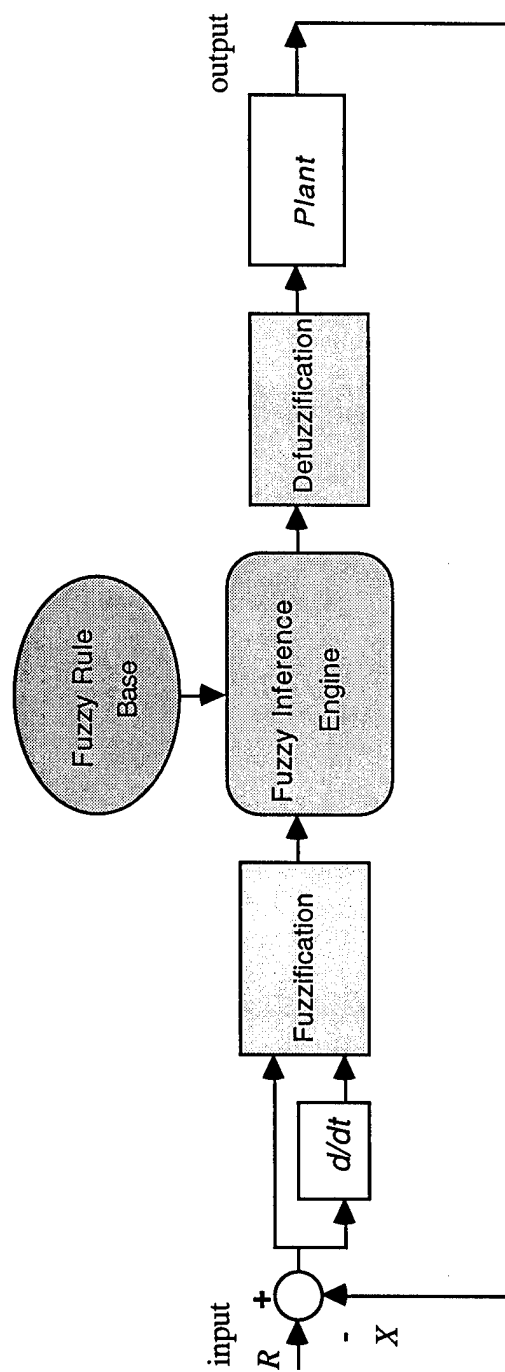 input
R
+
-
X
d/dt
Fuzzification
Fuzzy Rule
Base
Fuzzy Inference
Engine
Defuzzification
Plant
output